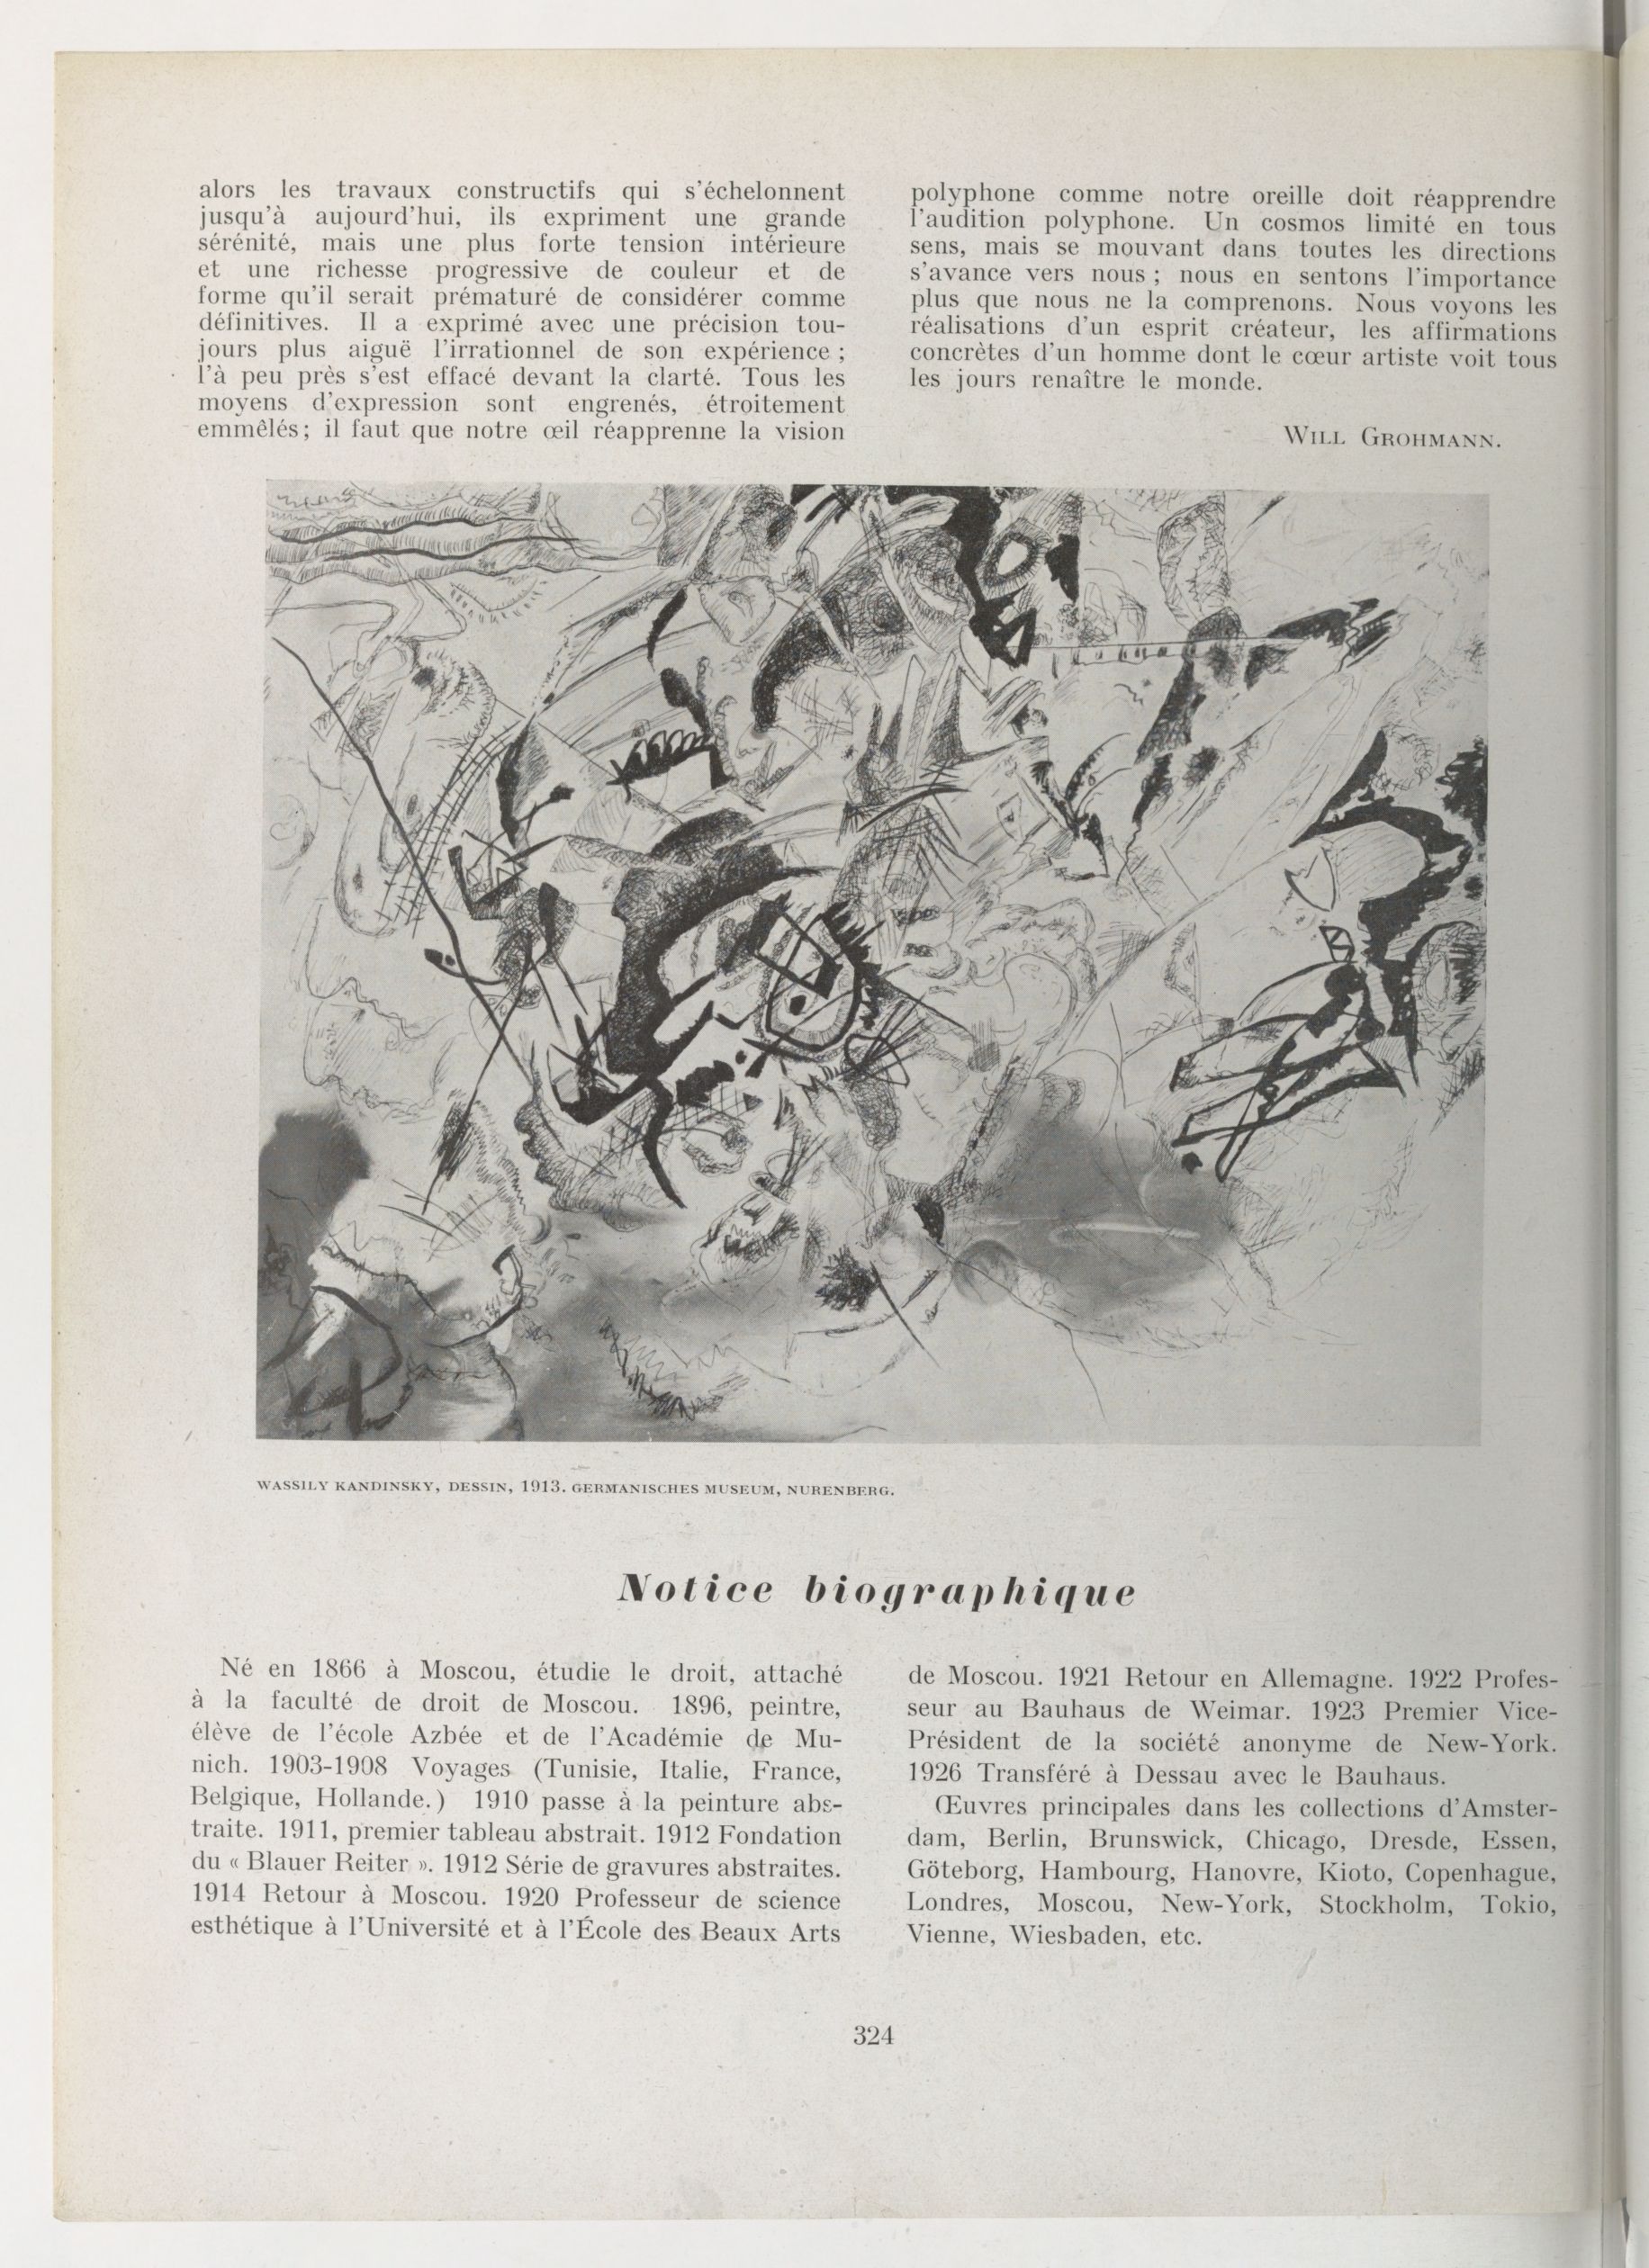 alors les travaux constructifs qui s'échelonnent
jusqu'à aujourd'hui, ils expriment une grande
sérénité, mais une plus forte tension intérieure
et une richesse progressive de couleur et de
forme qu'il serait prématuré de considérer comme
définitives. Il a exprimé avec une précision tou-
jours plus aiguë l'irrationnel de son expérience ;
l'à peu près s'est effacé devant la clarté. Tous les
moyens d'expression sont engrenés, étroitement
emmêlés ; il faut que notre œil réapprenne la vision
polyphone comme notre oreille doit réapprendre
l'audition polyphone. Un cosmos limité en tous
sens, mais se mouvant dans toutes les directions
s'avance vers nous ; nous en sentons l'importance
plus que nous ne la comprenons. Nous voyons les
réalisations d'un esprit créateur, les affirmations
concrètes d'un homme dont le cœur artiste voit tous
les jours renaître le monde.
WILL GROHMANN.
WASSILY KANDINSKY, DESSIN, 1913. GERMANISCHES MUSEUM, NURENBERG.
Notice biographique
Né en 1866 à Moscou, étudie le droit, attaché
à la faculté de droit de Moscou. 1896, peintre,
élève de l'école Azbée et de l'Académie de Mu-
nich. 1903-1908 Voyages (Tunisie, Italie, France,
Belgique, Hollande.) 1910 passe à la peinture abs-
traite. 1911, premier tableau abstrait. 1912 Fondation
du « Blauer Reiter ». 1912 Série de gravures abstraites.
1914 Retour à Moscou. 1920 Professeur de science
esthétique à l'Université et à l'École des Beaux Arts
de Moscou. 1921 Retour en Allemagne. 1922 Profes-
seur au Bauhaus de Weimar. 1923 Premier Vice-
Président de la société anonyme de New-York.
1926 Transféré à Dessau avec le Bauhaus.
Œuvres principales dans les collections d'Amster-
dam, Berlin, Brunswick, Chicago, Dresde, Essen,
Göteborg, Hambourg, Hanovre, Kioto, Copenhague,
Londres, Moscou, New-York, Stockholm, Tokio,
Vienne, Wiesbaden, etc.
324